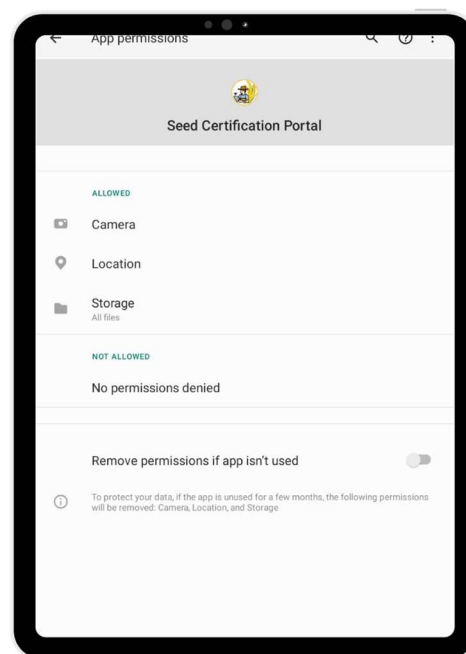 App permissions
Seed Certification Portal
ALLOWED
Camera
Location
Storage
All files
NOT ALLOWED
No permissions denied
Remove permissions if app isn't used
To protect your data, if the app is unused for a few months, the following permissions
will be removed: Camera, Location, and Storage